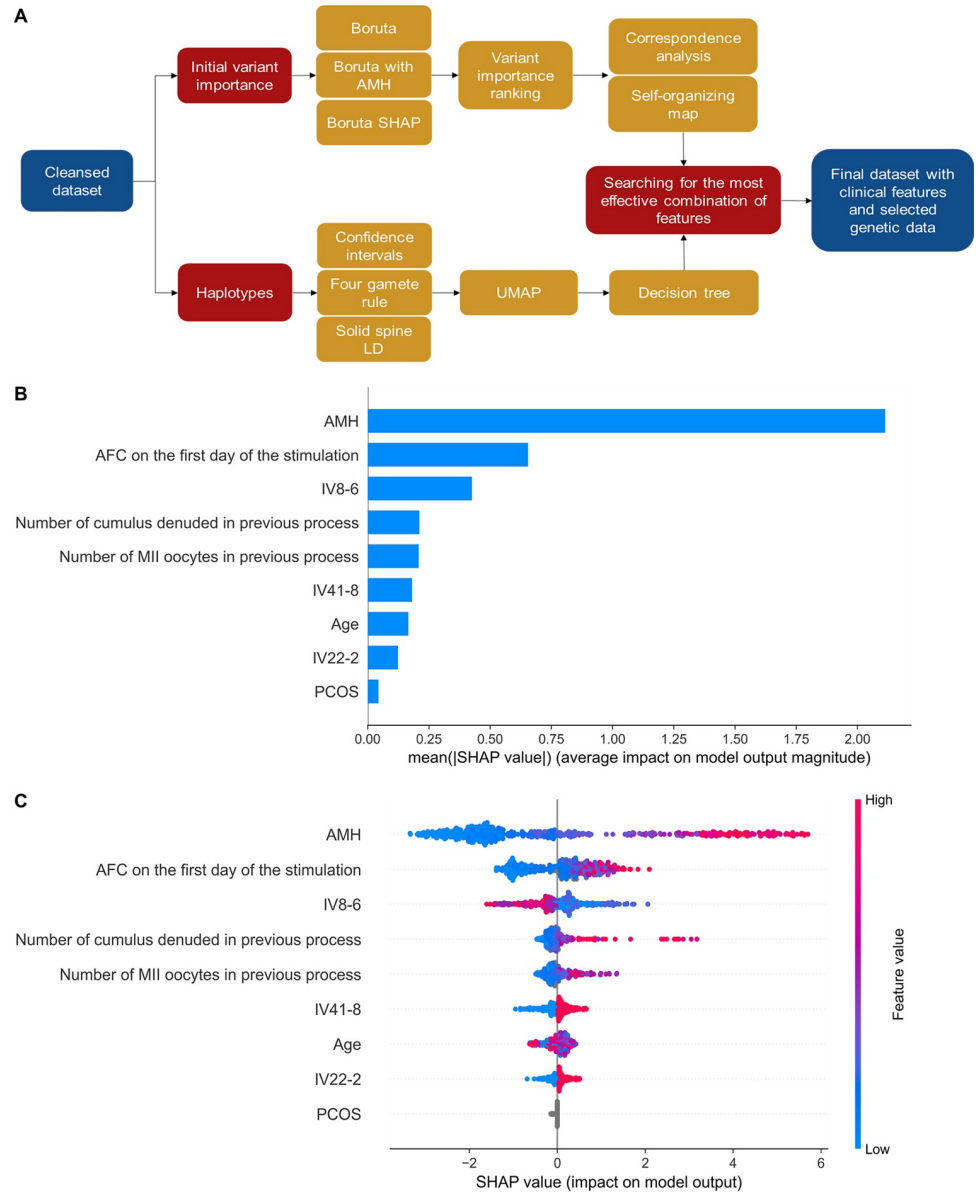 A
Boruta
Initial variant
importance
Boruta with
AMH
Boruta SHAP
Variant
importance
ranking
Correspondence
analysis
Self-organizing
map
Cleansed
dataset
Searching for the most
effective combination of
features
Final dataset with
clinical features
and selected
genetic data
Haplotypes
Confidence
intervals
Four gamete
rule
Solid spine
LD
UMAP
Decision tree
B
AMH
AFC on the first day of the stimulation
IV8-6
Number of cumulus denuded in previous process
Number of MII oocytes in previous process
IV41-8
Age
IV22-2
PCOS
0.00 0.25 0.50 0.75 1.00 1.25 1.50 1.75 2.00
mean(|SHAP value|) (average impact on model output magnitude)
C
High
AMH
AFC on the first day of the stimulation
IV8-6
Number of cumulus denuded in previous process
Number of MII oocytes in previous process
IV41-8
Age
IV22-2
PCOS
Feature value
Low
−2 0 2 4 6
SHAP value (impact on model output)